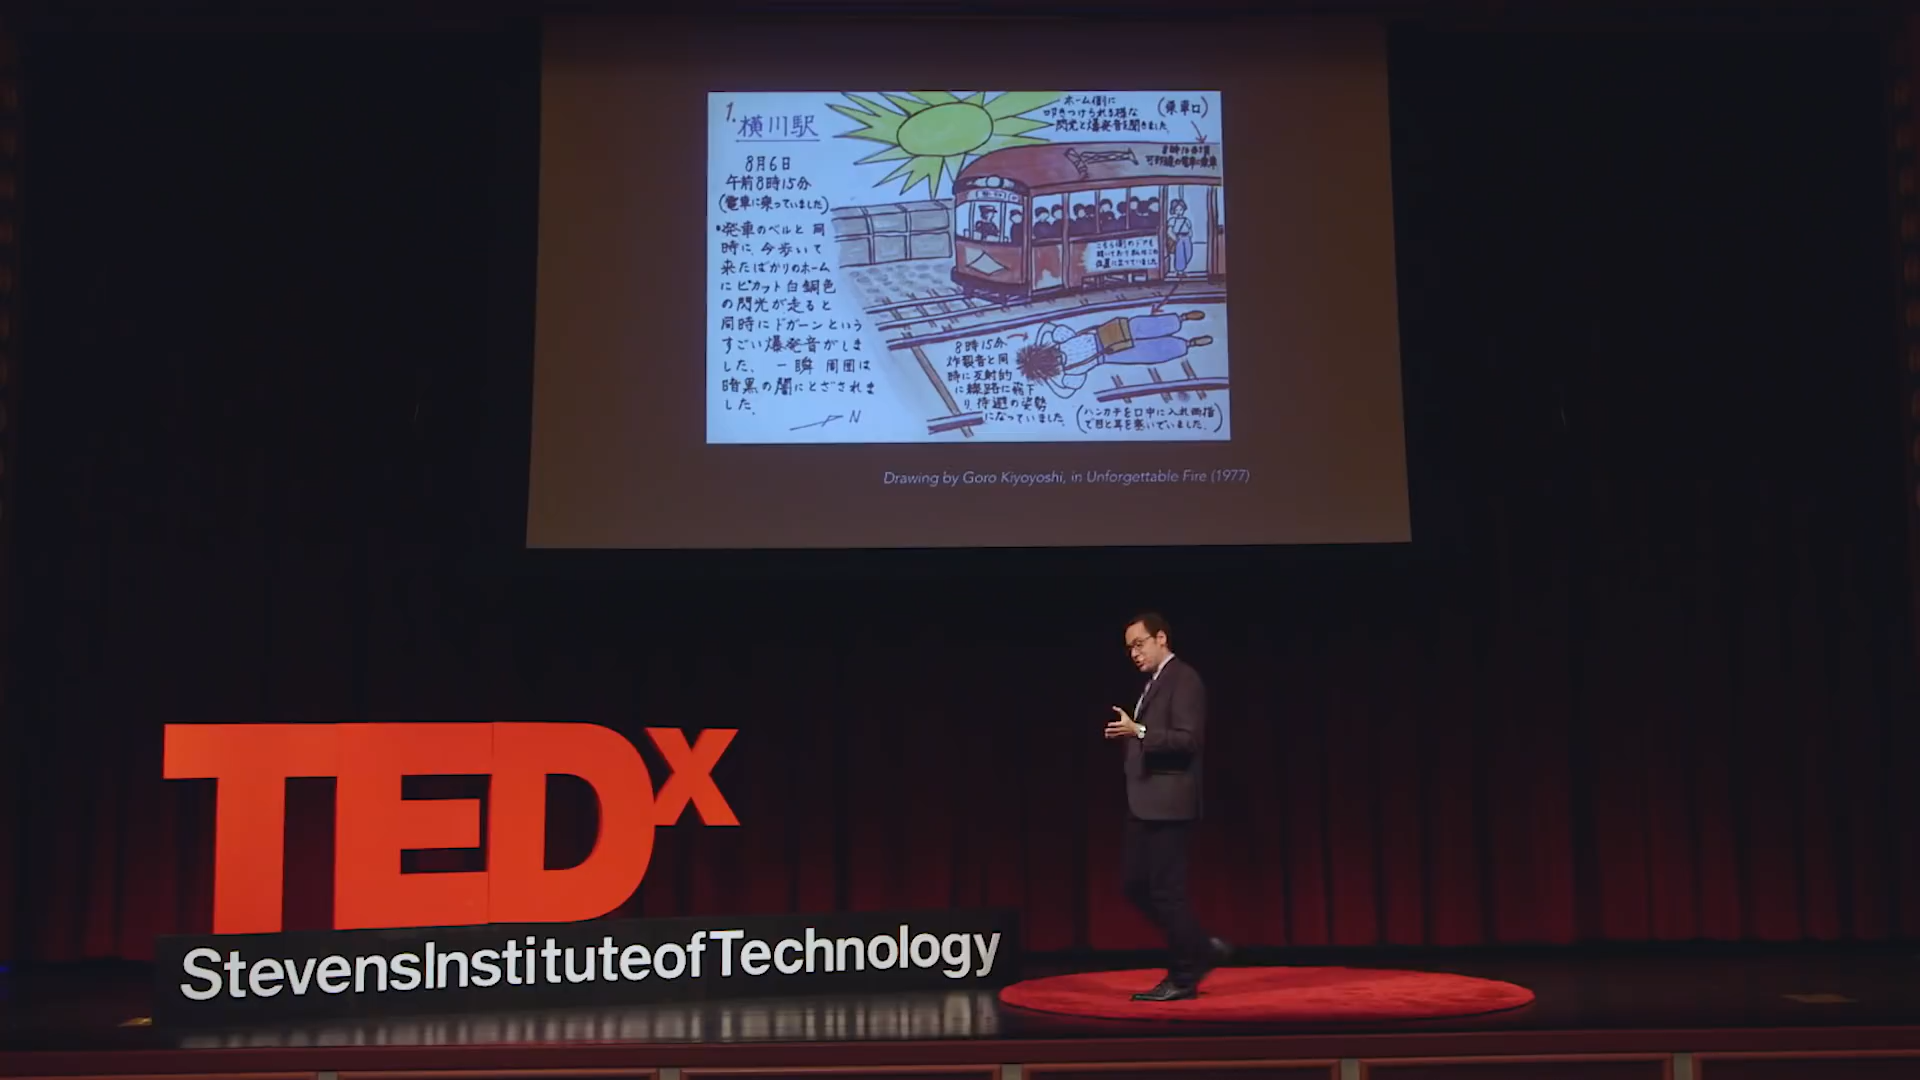 1.
横川駅
8月6日
午前8時15分
(電車に乗っていました)
•発車のベルと同
時に、今歩いて
来たばかりのホーム
にピカット白銅色
の閃光が走ると
同時にドガーンという
すごい爆発音がしま
した、一瞬周囲は
暗黒の闇にとざされま
した。
N
ホーム側に
叩きつけられる様な
閃光と爆発音を聞きました
(乗車口)
8時15分
炸裂音と同
時に反射的
に線路に
り、待避の姿勢
になっていました。
(ハンカチを口中に入れ両指
で目と耳を塞いでいました。)
Drawing by Goro Kiyoyoshi, in Unforgettable Fire (1977)
TEDx
StevensInstituteofTechnology